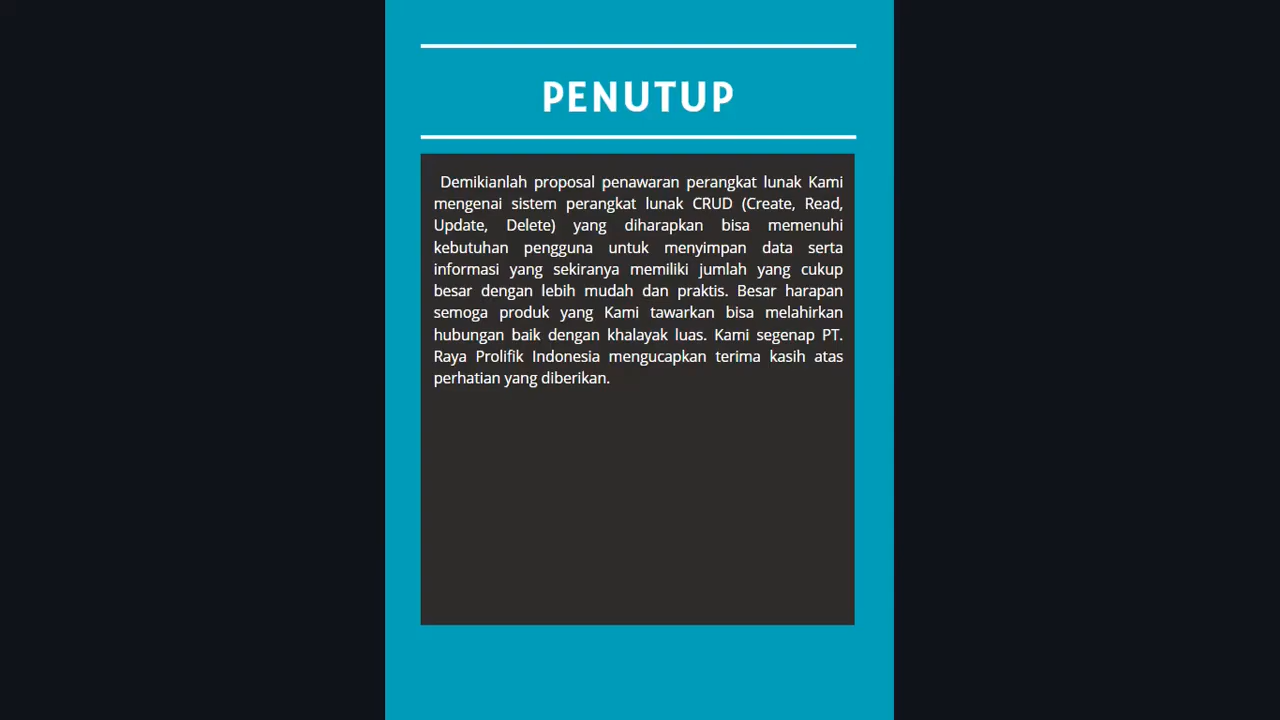 PENUTUP
Demikianlah proposal penawaran perangkat lunak Kami
mengenai sistem perangkat lunak CRUD (Create, Read,
Update, Delete) yang diharapkan bisa memenuhi
kebutuhan pengguna untuk menyimpan data serta
informasi yang sekiranya memiliki jumlah yang cukup
besar dengan lebih mudah dan praktis. Besar harapan
semoga produk yang Kami tawarkan bisa melahirkan
hubungan baik dengan khalayak luas. Kami segenap PT.
Raya Prolifik Indonesia mengucapkan terima kasih atas
perhatian yang diberikan.